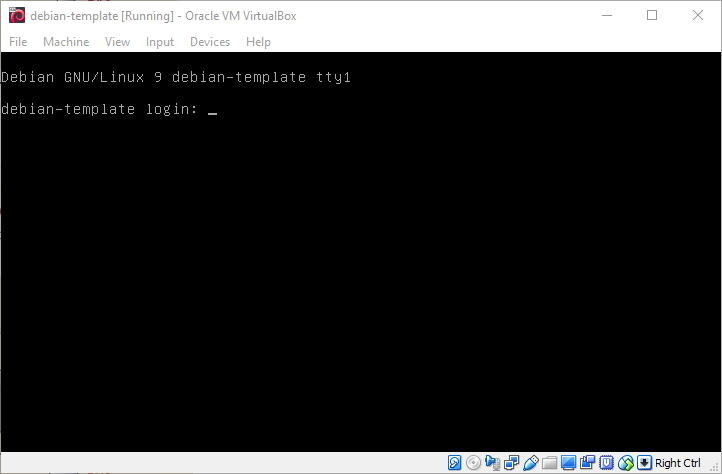 debian-template [Running] - Oracle VM VirtualBox
File Machine View Input Devices Help
Debian GNU/Linux 9 debian-template tty1
debian-template login: _
Right Ctrl